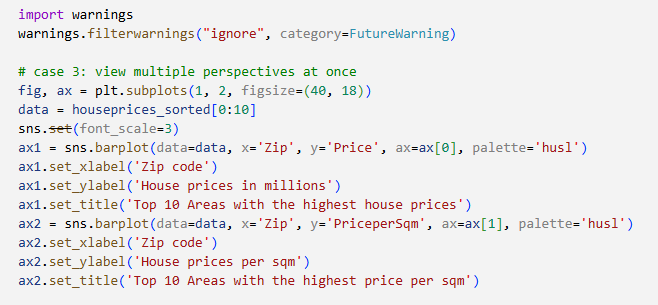 import warnings
warnings.filterwarnings("ignore", category=FutureWarning)
# case 3: view multiple perspectives at once
fig, ax = plt.subplots(1, 2, figsize=(40, 18))
data = houseprices_sorted[0:10]
sns.set(font_scale=3)
ax1 = sns.barplot(data=data, x='Zip', y='Price', ax=ax[0], palette='husl')
ax1.set_xlabel('Zip code')
ax1.set_ylabel('House prices in millions')
ax1.set_title('Top 10 Areas with the highest house prices')
ax2 = sns.barplot(data=data, x='Zip', y='PriceperSqm', ax=ax[1], palette='husl')
ax2.set_xlabel('Zip code')
ax2.set_ylabel('House prices per sqm')
ax2.set_title('Top 10 Areas with the highest price per sqm')